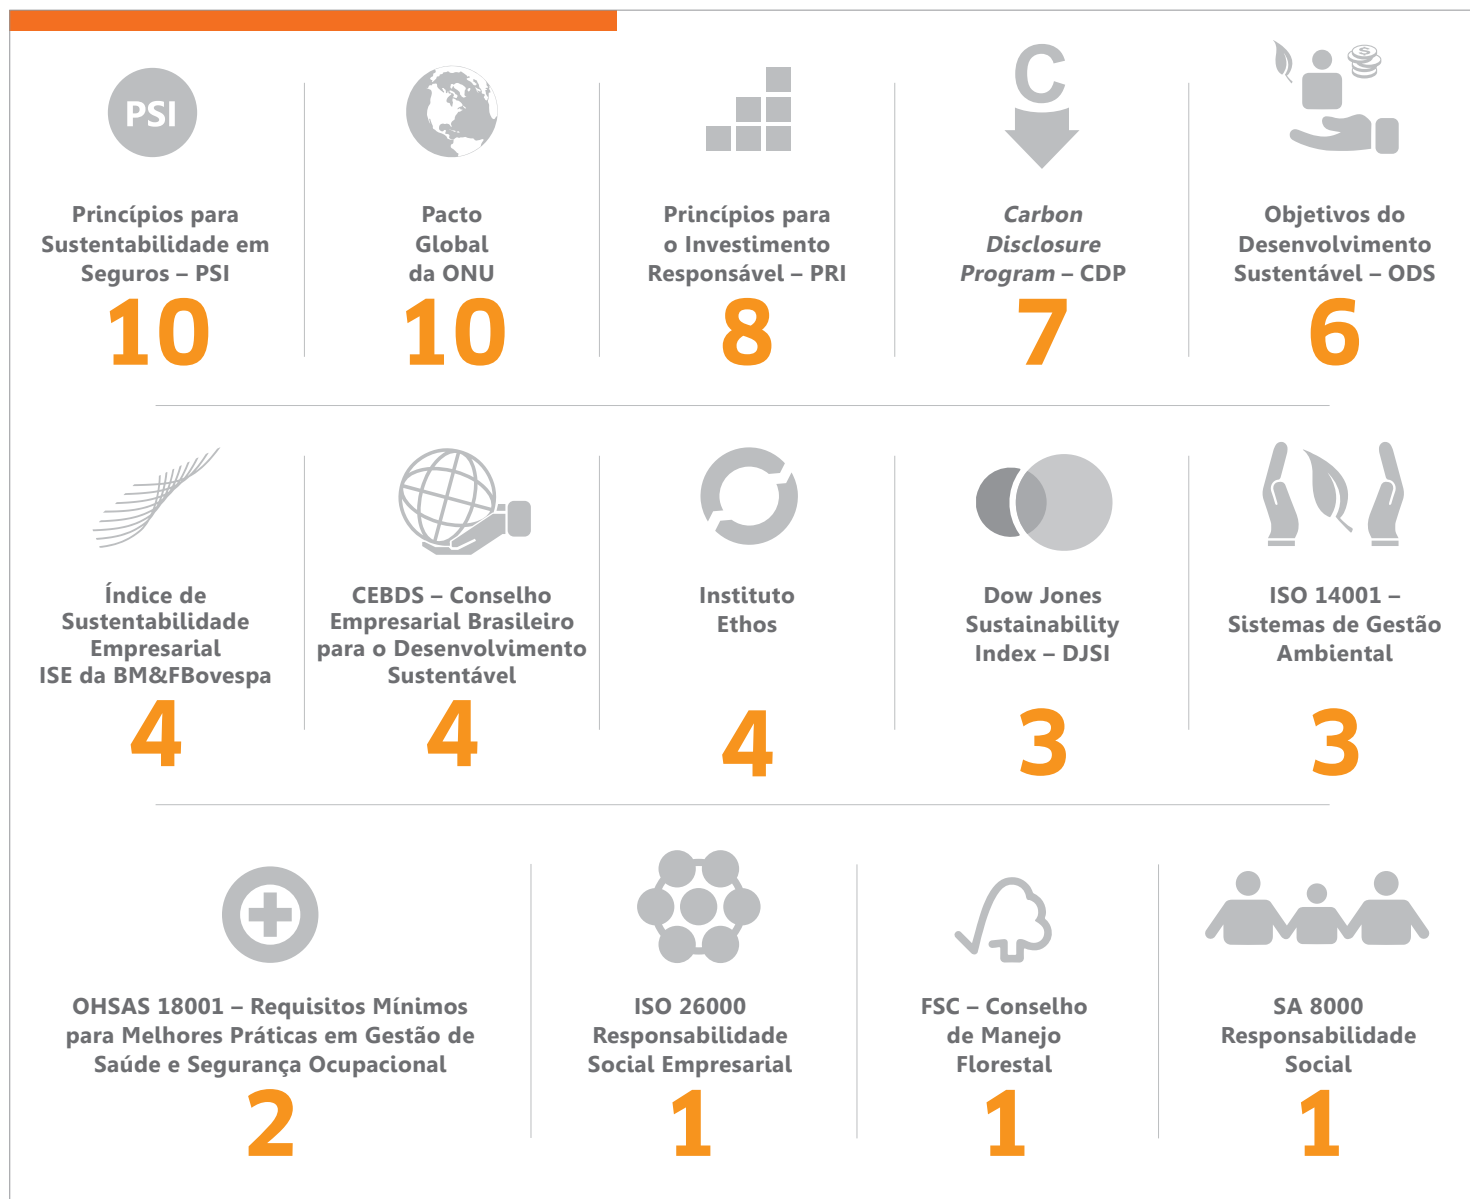 PSI
Princípios para
Sustentabilidade em
Seguros – PSI
10
Pacto
Global
da ONU
10
Princípios para
o Investimento
Responsável – PRI
8
C
Carbon
Disclosure
Program – CDP
7
$
Objetivos do
Desenvolvimento
Sustentável – ODS
6
Índice de
Sustentabilidade
Empresarial
ISE da BM&FBovespa
4
CEBDS – Conselho
Empresarial Brasileiro
para o Desenvolvimento
Sustentável
4
Instituto
Ethos
4
Dow Jones
Sustainability
Index – DJSI
3
ISO 14001 –
Sistemas de Gestão
Ambiental
3
OHSAS 18001 – Requisitos Mínimos
para Melhores Práticas em Gestão de
Saúde e Segurança Ocupacional
2
ISO 26000
Responsabilidade
Social Empresarial
1
FSC – Conselho
de Manejo
Florestal
1
SA 8000
Responsabilidade
Social
1